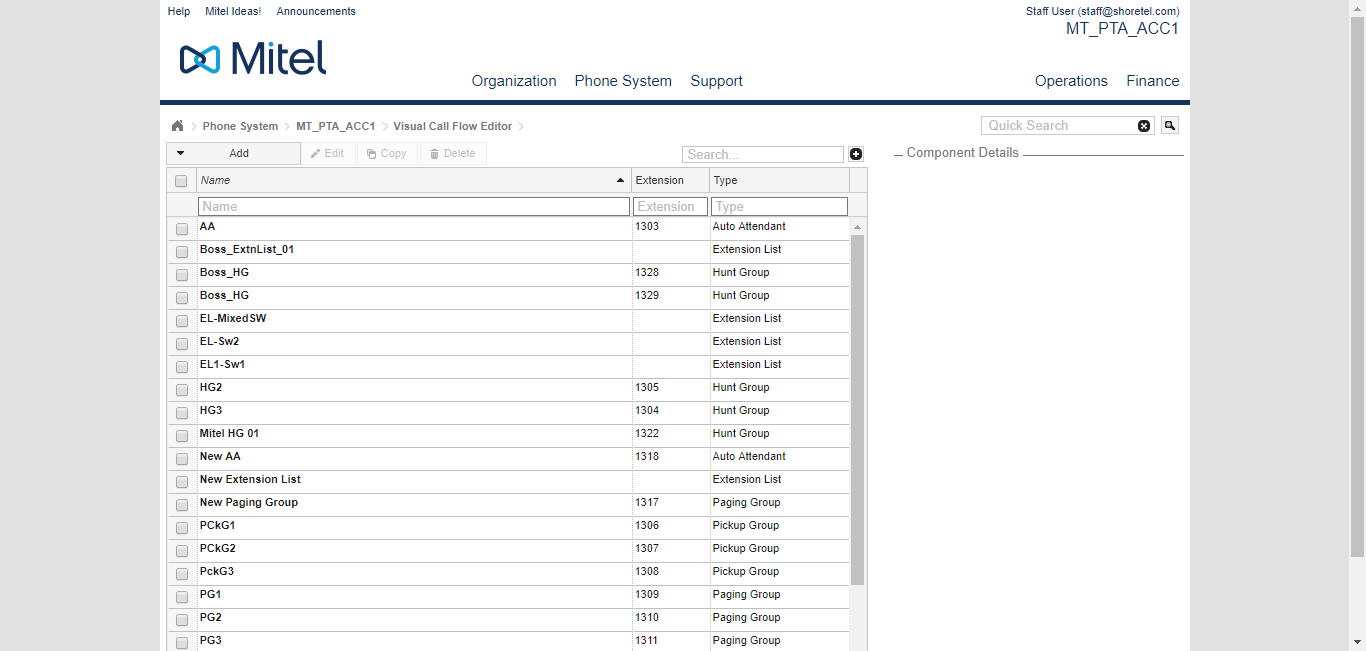 Help Mitel Ideas! Announcements Staff User (staff@shoretel.com)
MT_PTA_ACC1
Mitel
Organization Phone System Support Operations Finance
Phone System MT_PTA_ACC1 Visual Call Flow Editor Quick Search
Add Edit Copy Delete Search... Component Details
Name Extension Type
Name Extension Type
AA 1303 Auto Attendant
Boss_ExtnList_01 Extension List
Boss_HG 1328 Hunt Group
Boss_HG 1329 Hunt Group
EL-MixedSW Extension List
EL-Sw2 Extension List
EL1-Sw1 Extension List
HG2 1305 Hunt Group
HG3 1304 Hunt Group
Mitel HG 01 1322 Hunt Group
New AA 1318 Auto Attendant
New Extension List Extension List
New Paging Group 1317 Paging Group
PCkG1 1306 Pickup Group
PCkG2 1307 Pickup Group
PckG3 1308 Pickup Group
PG1 1309 Paging Group
PG2 1310 Paging Group
PG3 1311 Paging Group